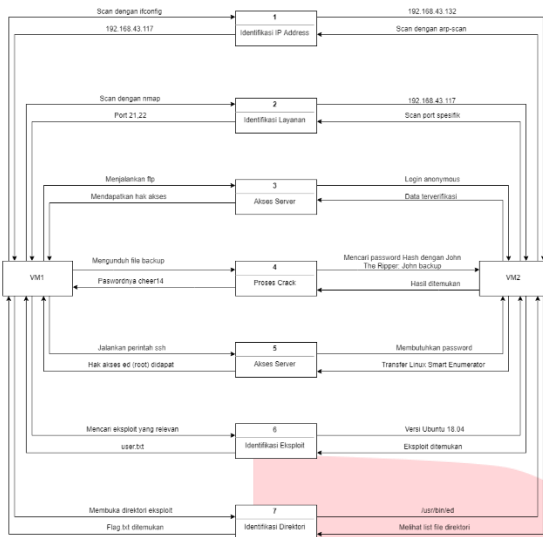 Scan dengan ifconfig
1
192.168.43.132
192.168.43.117
Identifikasi IP Address
Scan dengan arp-scan
Scan dengan nmap
2
192.168.43.117
Port 21,22
Identifikasi Layanan
Scan port spesifik
Menjalankan ftp
3
Login anonymous
Mendapatkan hak akses
Akses Server
Data terverifikasi
VM1
Mengunduh file backup
4
Mencari password Hash dengan John
The Ripper: John backup
VM2
Paswordnya cheer14
Proses Crack
Hasil ditemukan
Jalankan perintah ssh
5
Membutuhkan password
Hak akses ed (root) didapat
Akses Server
Transfer Linux Smart Enumerator
Mencari eksploit yang relevan
6
Versi Ubuntu 18.04
user.txt
Identifikasi Eksploit
Eksploit ditemukan
Membuka direktori eksploit
7
/usr/bin/ed
Flag txt ditemukan
Identifikasi Direktori
Melihat list file direktori